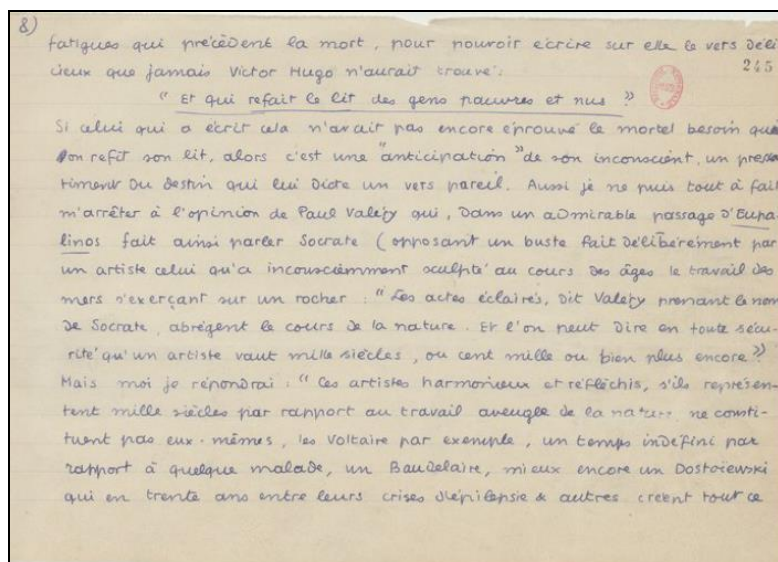 8)
fatigues qui précèdent la mort, pour pouvoir écrire sur elle le vers déli
cieux que jamais Victor Hugo n'aurait trouvé :
245
" Et qui refait le lit des gens pauvres et nus "
Si celui qui a écrit cela n'avait pas encore éprouvé le mortel besoin que
l'on refit son lit, alors c'est une "anticipation" de son inconscient, un pres
timent du destin qui lui dicte un vers pareil. Aussi je ne puis tout à fait
m'arrêter à l'opinion de Paul Valéry qui, dans un admirable passage d'Eupa
linos fait ainsi parler Socrate (opposant un buste fait délibérément par
un artiste celui qu'a inconsciemment sculpté au cours des âges le travail des
mers s'exerçant sur un rocher : "Les actes éclairés, dit Valéry prenant le nom
de Socrate, abrègent le cours de la nature. Et l'on peut dire en toute sécu-
rité qu'un artiste vaut mille siècles, ou cent mille ou bien plus encore"
Mais moi je répondrai : "Ces artistes harmonieux et réfléchis, s'ils représen-
tent mille siècles par rapport au travail aveugle de la nature ne consti-
tuent pas eux-mêmes, les Voltaire par exemple, un temps indéfini par
rapport à quelque malade, un Baudelaire, mieux encore un Dostoïewski
qui en trente ans entre leurs crises d'épilepsie & autres créent tout ce